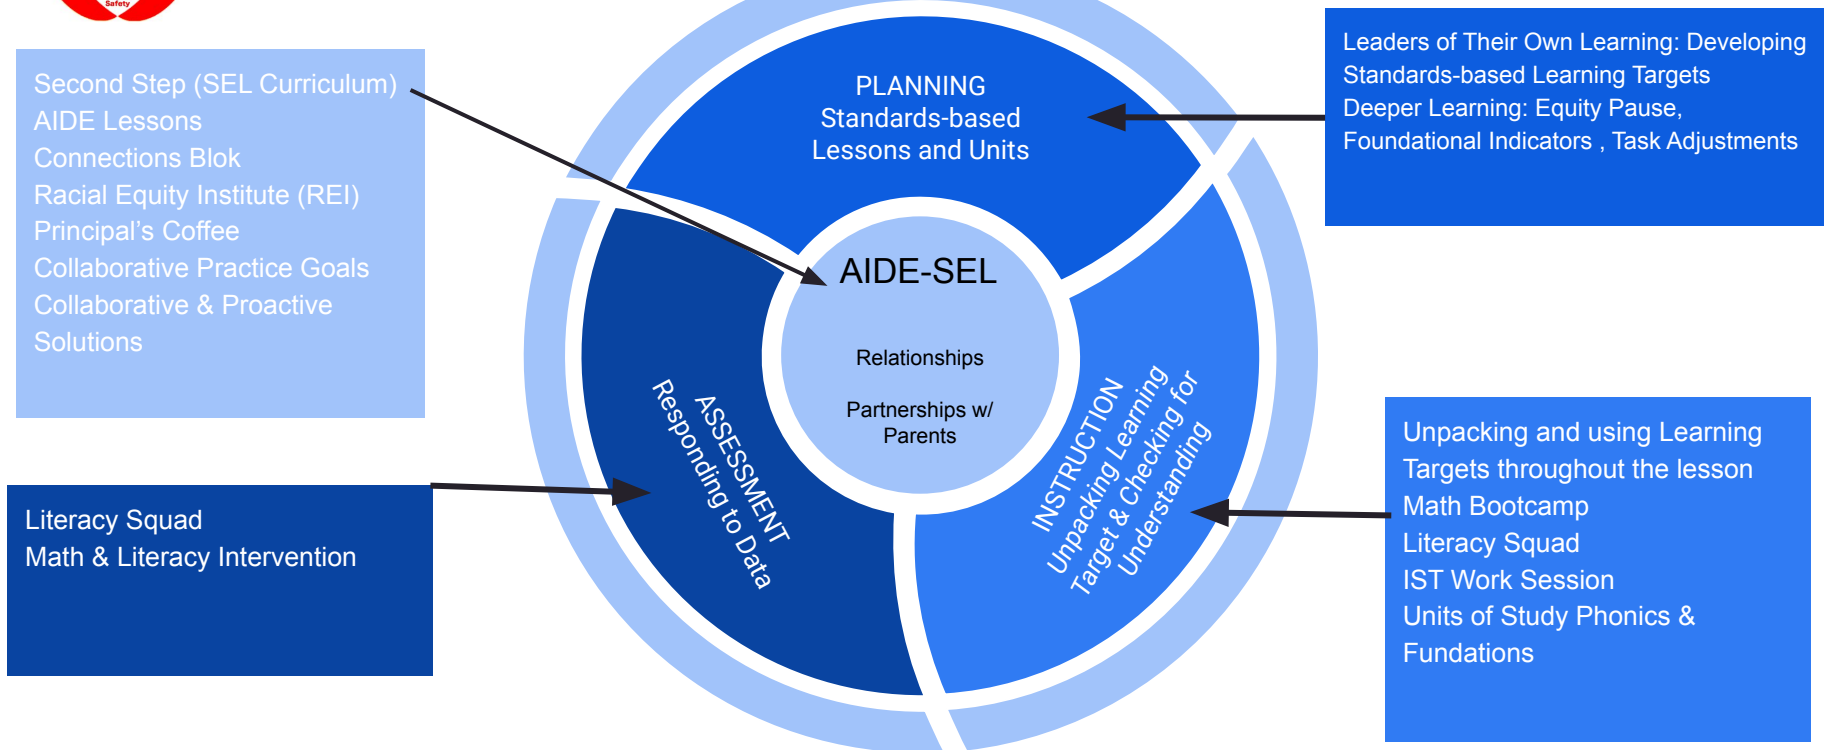 Safety
Second Step (SEL Curriculum)
AIDE Lessons
Connections Blok
Racial Equity Institute (REI)
Principal's Coffee
Collaborative Practice Goals
Collaborative & Proactive
Solutions
PLANNING
Standards-based
Lessons and Units
Leaders of Their Own Learning: Developing
Standards-based Learning Targets
Deeper Learning: Equity Pause,
Foundational Indicators , Task Adjustments
AIDE-SEL
Relationships
Partnerships w/
Parents
ASSESSMENT
Responding to Data
INSTRUCTION
Unpacking Learning
Target & Checking for
Understanding
Literacy Squad
Math & Literacy Intervention
Unpacking and using Learning
Targets throughout the lesson
Math Bootcamp
Literacy Squad
IST Work Session
Units of Study Phonics &
Fundations